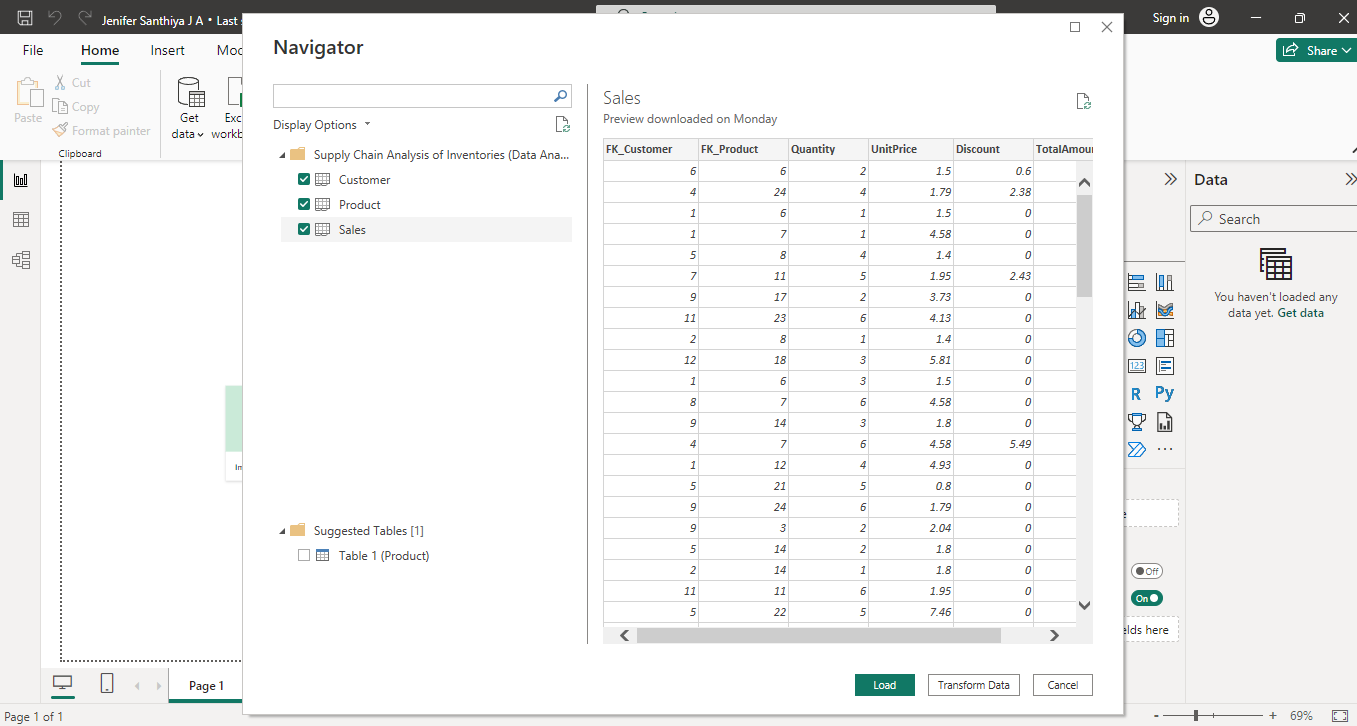 Jenifer Santhiya J A • Last
Sign in
File
Home
Insert
Share
Paste
Cut
Copy
Format painter
Clipboard
Get
data
Navigator
Display Options
Supply Chain Analysis of Inventories (Data Ana...
Customer
Product
Sales
Suggested Tables [1]
Table 1 (Product)
Sales
Preview downloaded on Monday
FK_Customer FK_Product Quantity UnitPrice Discount TotalAmou
6 6 2 1.5 0.6
4 24 4 1.79 2.38
1 6 1 1.5 0
1 7 1 4.58 0
5 8 4 1.4 0
7 11 5 1.95 2.43
9 17 2 3.73 0
11 23 6 4.13 0
2 8 1 1.4 0
12 18 3 5.81 0
1 6 3 1.5 0
8 7 6 4.58 0
9 14 3 1.8 0
4 7 6 4.58 5.49
1 12 4 4.93 0
5 21 5 0.8 0
9 24 6 1.79 0
9 3 2 2.04 0
5 14 2 1.8 0
2 14 1 1.8 0
11 11 6 1.95 0
5 22 5 7.46 0
Load
Transform Data
Cancel
Data
Search
You haven't loaded any
data yet. Get data
123
R
Py
Off
On
elds here
Page 1
Page 1 of 1
- + 69%